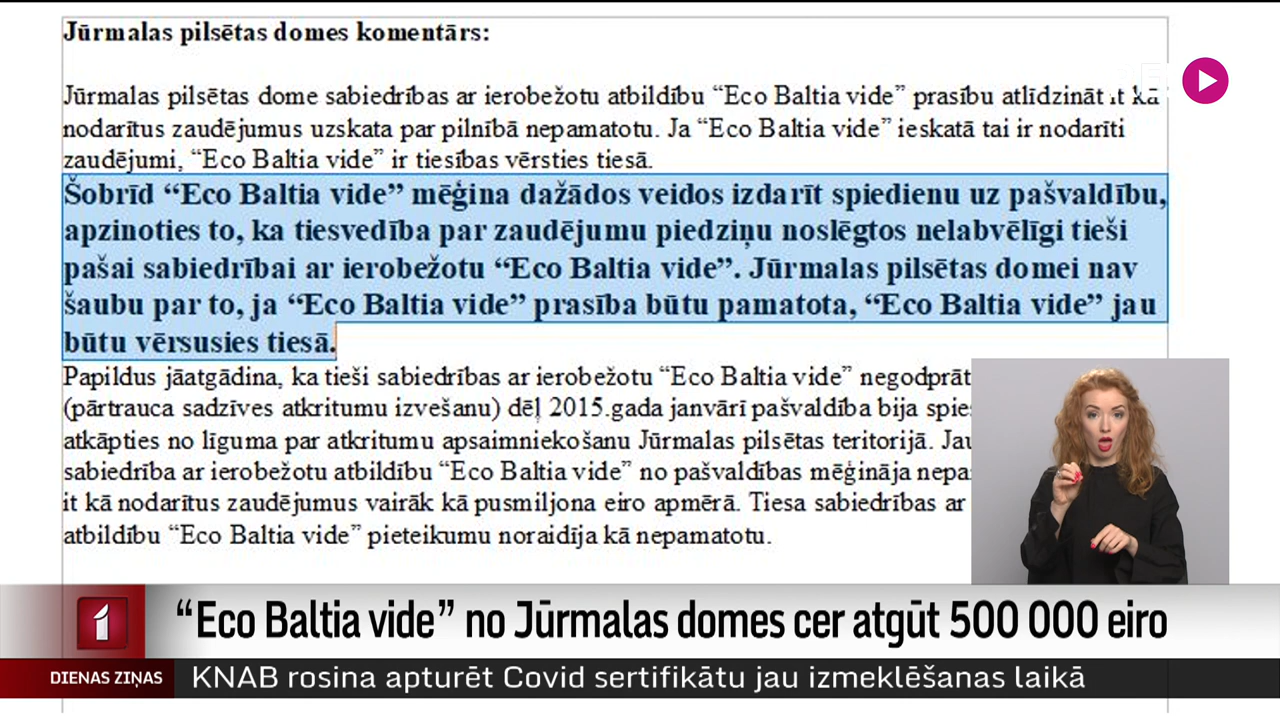 Jūrmalas pilsētas domes komentārs:
Jūrmalas pilsētas dome sabiedrības ar ierobežotu atbildību “Eco Baltia vide” prasību atlīdzināt it kā
nodarītus zaudējumus uzskata par pilnībā nepamatotu. Ja “Eco Baltia vide” ieskatā tai ir nodarīti
zaudējumi, “Eco Baltia vide” ir tiesības vērsties tiesā.
Šobrīd “Eco Baltia vide” mēģina dažādos veidos izdarīt spiedienu uz pašvaldību,
apzinoties to, ka tiesvedība par zaudējumu piedziņu noslēgtos nelabvēlīgi tieši
pašai sabiedrībai ar ierobežotu “Eco Baltia vide”. Jūrmalas pilsētas domei nav
šaubu par to, ja “Eco Baltia vide” prasība būtu pamatota, “Eco Baltia vide” jau
būtu vērsusies tiesā.
Papildus jāatgādina, ka tieši sabiedrības ar ierobežotu “Eco Baltia vide” negodprāt
(pārtrauca sadzīves atkritumu izvešanu) dēļ 2015.gada janvārī pašvaldība bija spies
atkāpties no līguma par atkritumu apsaimniekošanu Jūrmalas pilsētas teritorijā. Jau
sabiedrība ar ierobežotu atbildību “Eco Baltia vide” no pašvaldības mēģināja nepa
it kā nodarītus zaudējumus vairāk kā pusmiljona eiro apmērā. Tiesa sabiedrības ar
atbildību “Eco Baltia vide” pieteikumu noraidīja kā nepamatotu.
1 “Eco Baltia vide” no Jūrmalas domes cer atgūt 500 000 eiro
DIENAS ZIŅAS KNAB rosina apturēt Covid sertifikātu jau izmeklēšanas laikā